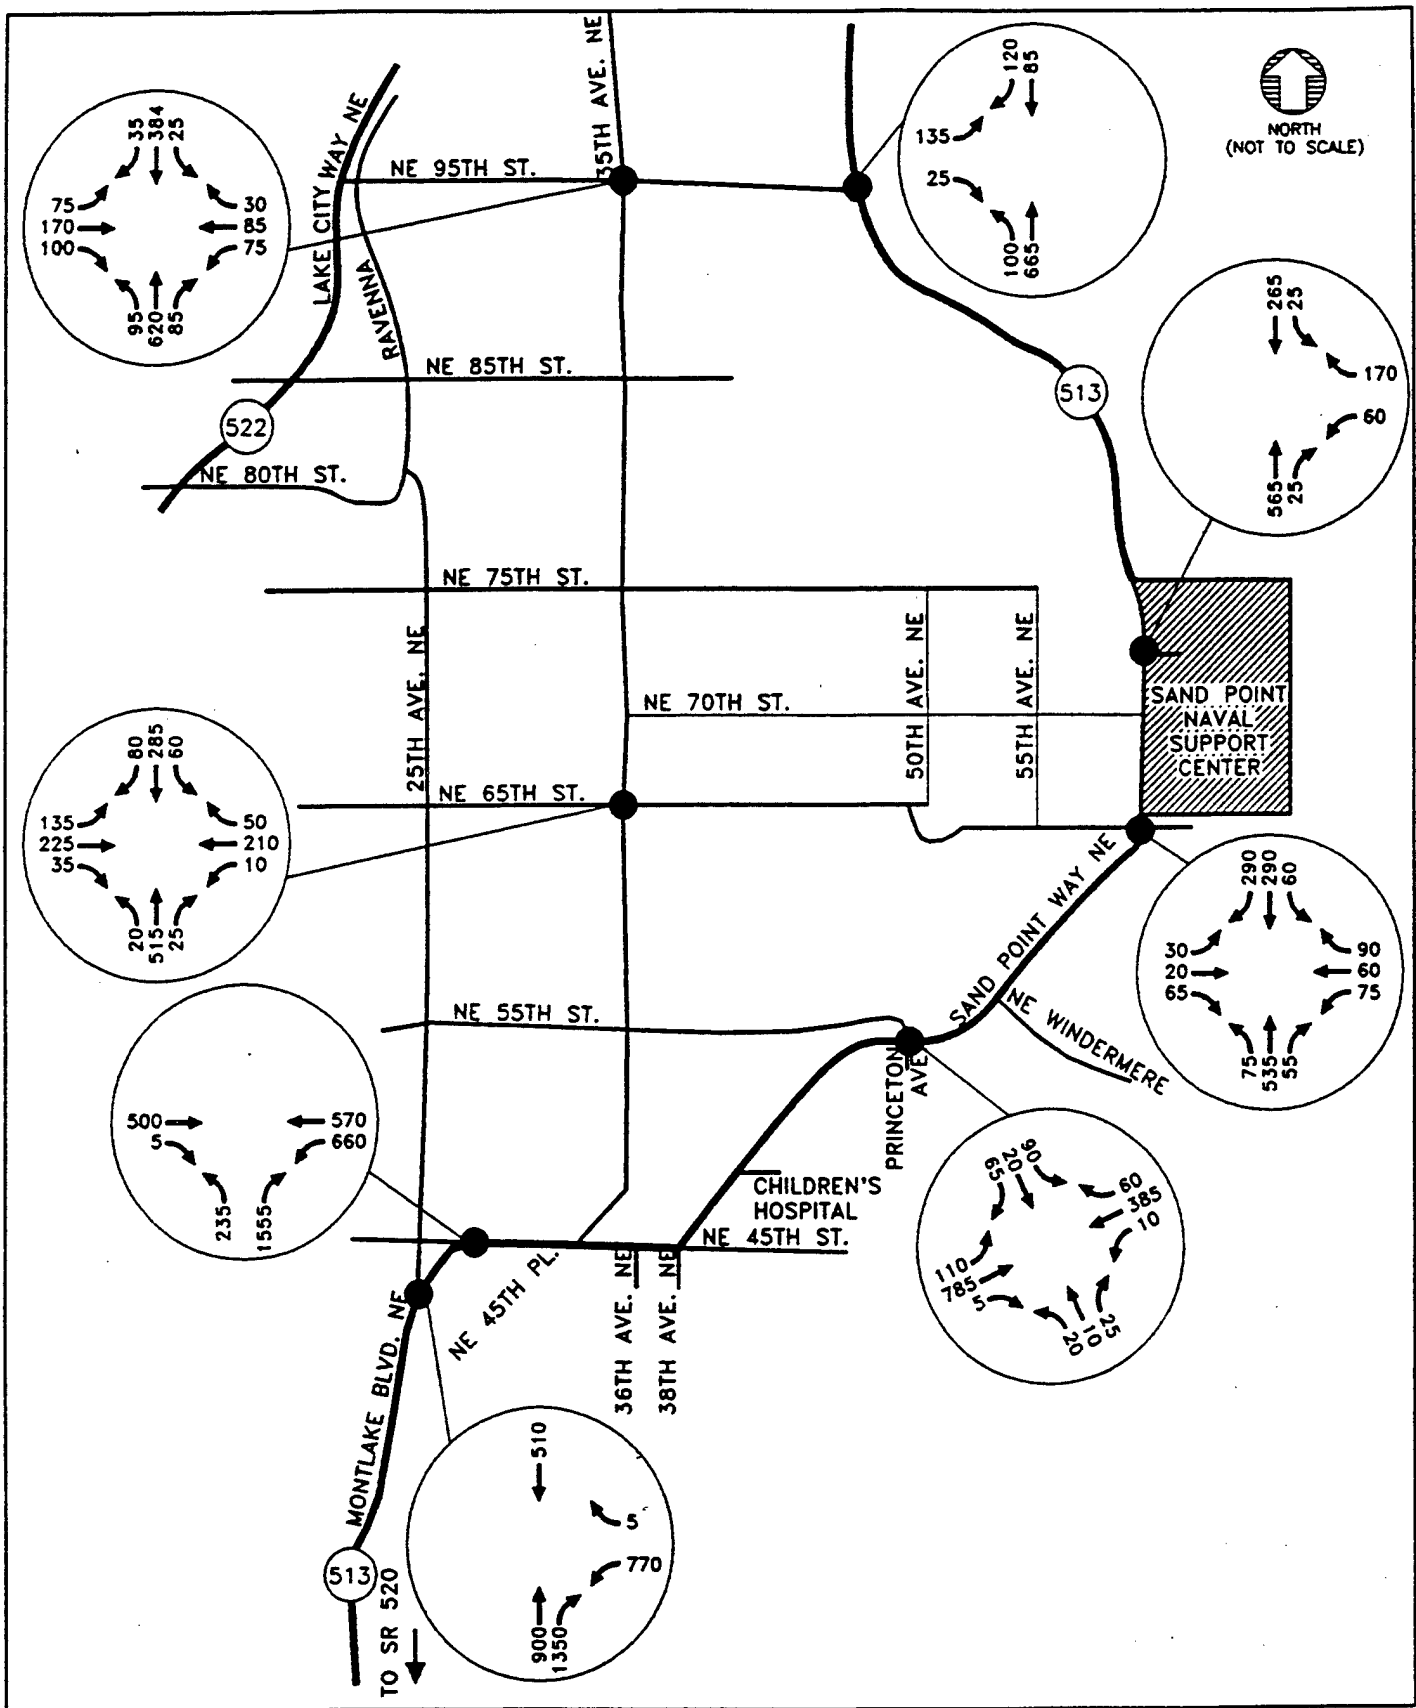 NORTH
(NOT TO SCALE)
35TH AVE. NE
LAKE CITY WAY NE
NE 95TH ST.
RAVENNA
35
384
25
75
170
100
30
85
75
95
620
85
120
85
135
25
100
665
NE 85TH ST.
522
513
NE 80TH ST.
265
25
170
60
565
25
NE 75TH ST.
25TH AVE. NE
50TH AVE. NE
55TH AVE. NE
NE 70TH ST.
SAND POINT
NAVAL
SUPPORT
CENTER
NE 65TH ST.
80
285
60
135
225
35
50
210
10
20
515
25
SAND POINT WAY NE
290
290
60
30
20
65
90
60
75
75
535
55
NE 55TH ST.
NE WINDERMERE
PRINCETON
AVE
500
5
570
660
235
1555
CHILDREN'S
HOSPITAL
NE 45TH ST.
65
20
90
60
385
10
110
785
5
20
10
25
NE 45TH PL.
36TH AVE. NE
38TH AVE. NE
MONTLAKE BLVD. NE
510
5
770
900
1350
513
TO SR 520